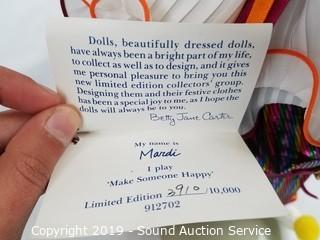 Dolls, beautifully dressed dolls,
have always been a bright part of my life,
to collect as well as to design, and it gives
me personal pleasure to bring you this
new limited edition collectors' group.
Designing them and their festive clothes
has been a special joy to me, as I hope the
dolls will always be to you.
Betty Jane Carter
My name is
Mardi
I play
'Make Someone Happy'
Limited Edition 3910/10,000
912702
Copyright 2019 - Sound Auction Service